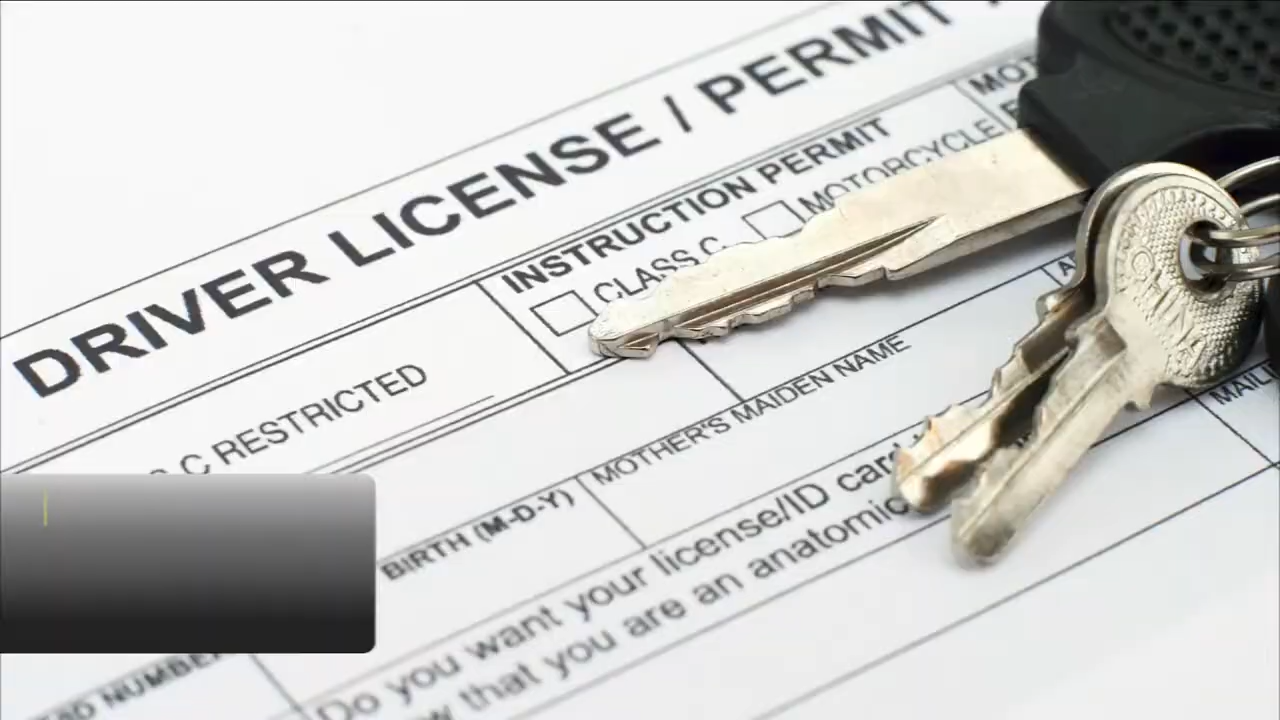 DRIVER LICENSE / PERMIT
INSTRUCTION PERMIT
CLASS C
MOTORCYCLE
C RESTRICTED
MOTHER'S MAIDEN NAME
BIRTH (M-D-Y)
Do you want your license/ID card
that you are an anatomic
NUMBER
CHINA